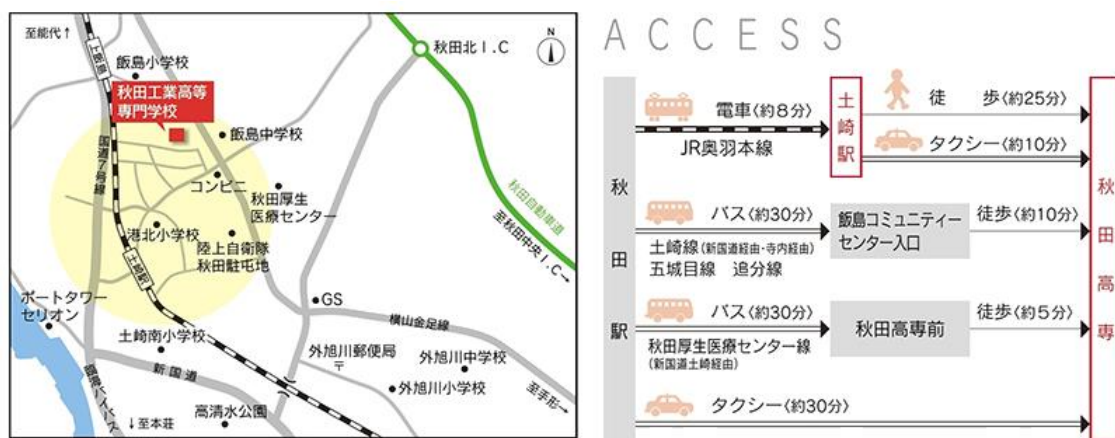 至能代↑
上飯島
飯島小学校
秋田工業高等
専門学校
飯島中学校
国道7号線
コンビニ
秋田厚生
医療センター
港北小学校
陸上自衛隊
秋田駐屯地
土崎駅
ポートタワー
セリオン
土崎南小学校
新国道
臨海バイパス
↓至本荘
高清水公園
GS
横山金足線
外旭川郵便局
〒
外旭川中学校
外旭川小学校
至手形→
秋田北I.C
秋田自動車道
至秋田中央I.C→
N
ACCESS
秋田駅
電車〈約8分〉
JR奥羽本線
土崎駅
徒歩〈約25分〉
タクシー〈約10分〉
バス〈約30分〉
土崎線(新国道経由・寺内経由)
五城目線 追分線
飯島コミュニティー
センター入口
徒歩〈約10分〉
バス〈約30分〉
秋田厚生医療センター線
(新国道土崎経由)
秋田高専前
徒歩〈約5分〉
タクシー〈約30分〉
秋田高専